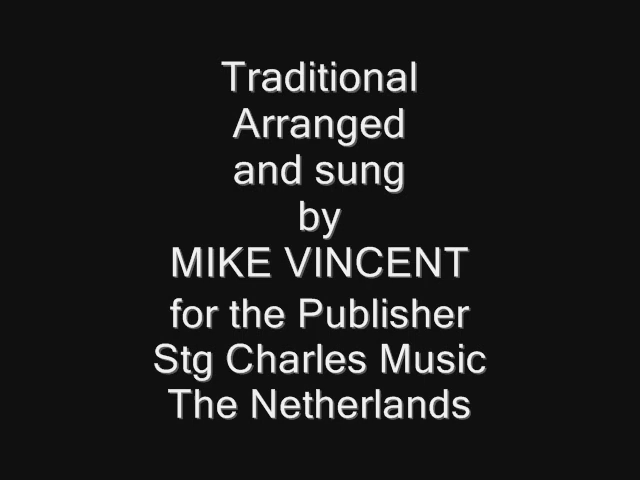 Traditional
Arranged
and sung
by
MIKE VINCENT
for the Publisher
Stg Charles Music
The Netherlands